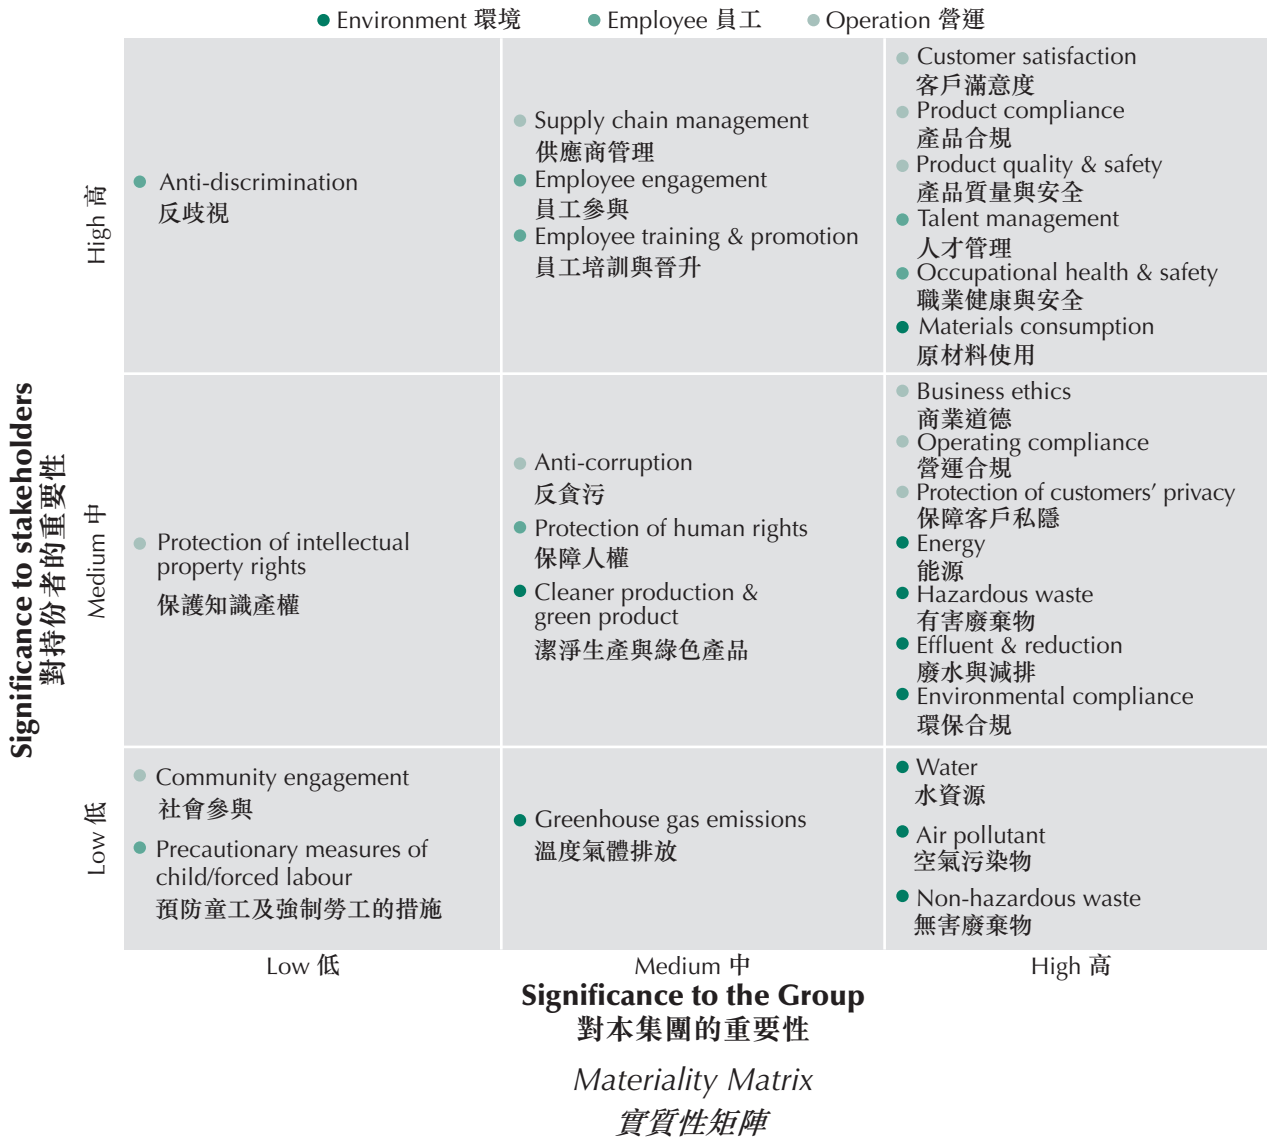 Environment 環境
Employee 員工
Operation 營運
Significance to stakeholders
對持份者的重要性
High 高
Anti-discrimination
反歧視
Supply chain management
供應商管理
Employee engagement
員工參與
Employee training & promotion
員工培訓與晉升
Customer satisfaction
客戶滿意度
Product compliance
產品合規
Product quality & safety
產品質量與安全
Talent management
人才管理
Occupational health & safety
職業健康與安全
Materials consumption
原材料使用
Medium 中
Protection of intellectual
property rights
保護知識產權
Anti-corruption
反貪污
Protection of human rights
保障人權
Cleaner production &
green product
潔淨生產與綠色產品
Business ethics
商業道德
Operating compliance
營運合規
Protection of customers’ privacy
保障客戶私隱
Energy
能源
Hazardous waste
有害廢棄物
Effluent & reduction
廢水與減排
Environmental compliance
環保合規
Low 低
Community engagement
社會參與
Precautionary measures of
child/forced labour
預防童工及強制勞工的措施
Greenhouse gas emissions
溫度氣體排放
Water
水資源
Air pollutant
空氣污染物
Non-hazardous waste
無害廢棄物
Low 低
Medium 中
High 高
Significance to the Group
對本集團的重要性
Materiality Matrix
實質性矩陣